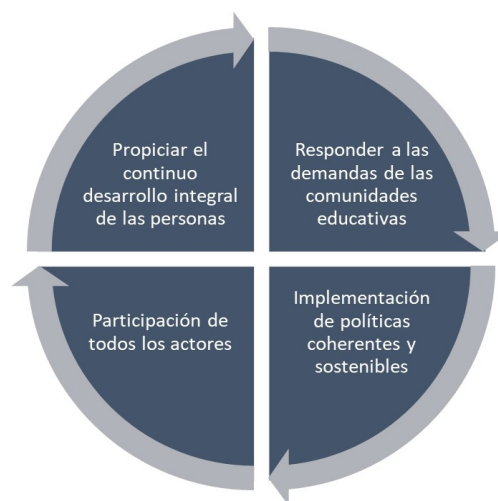 Propiciar el
continuo
desarrollo integral
de las personas
Responder a las
demandas de las
comunidades
educativas
Implementación
de políticas
coherentes y
sostenibles
Participación de
todos los actores